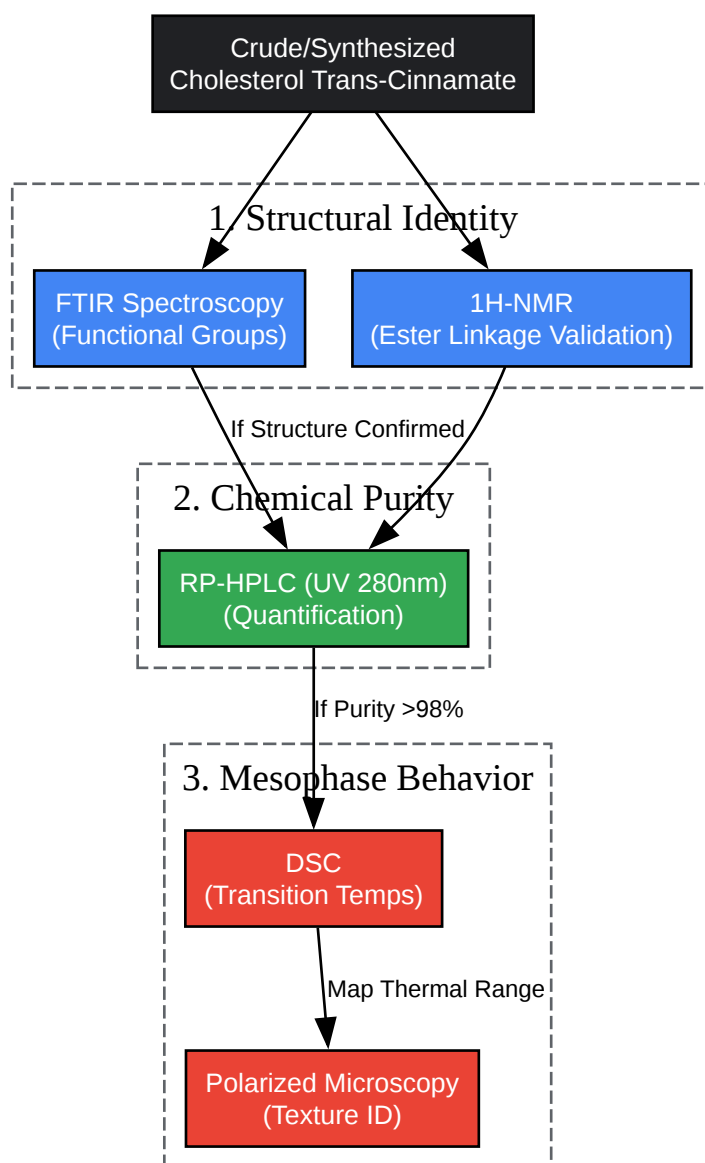 Crude/Synthesized
Cholesterol Trans-Cinnamate
1. Structural Identity
FTIR Spectroscopy
(Functional Groups)
1H-NMR
(Ester Linkage Validation)
If Structure Confirmed
2. Chemical Purity
RP-HPLC (UV 280nm)
(Quantification)
If Purity >98%
3. Mesophase Behavior
DSC
(Transition Temps)
Map Thermal Range
Polarized Microscopy
(Texture ID)